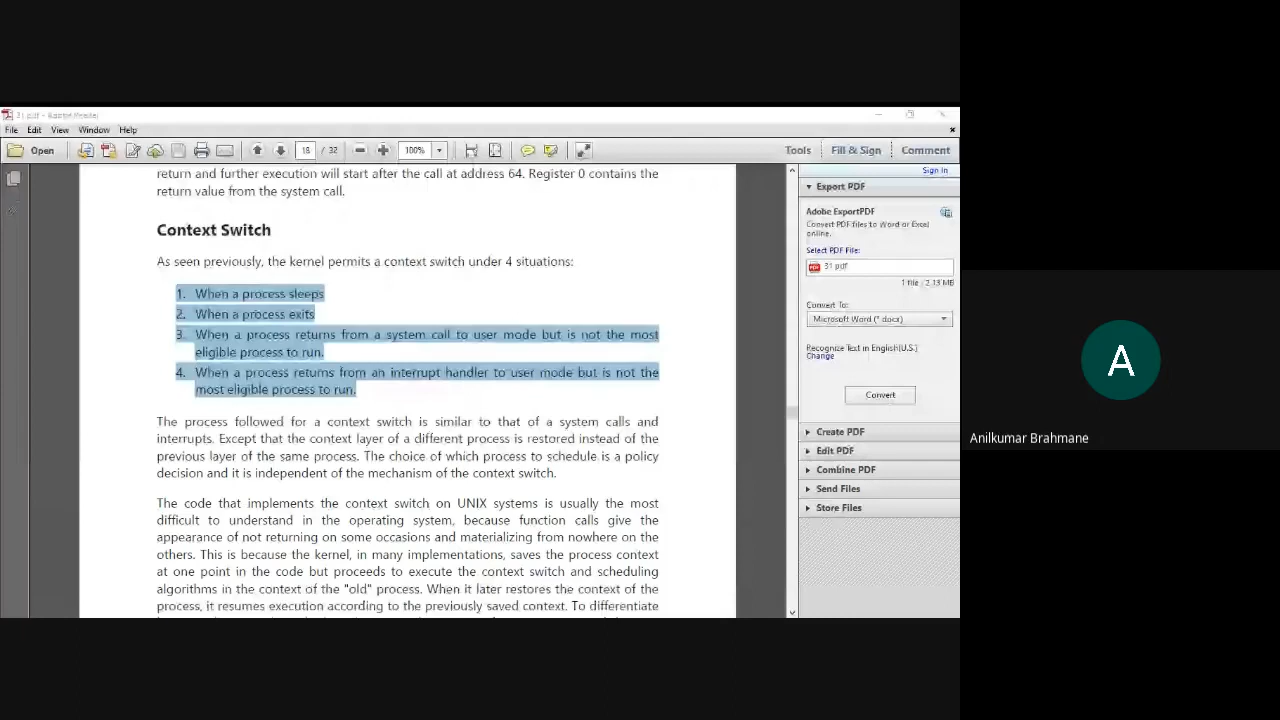 31.pdf - Adobe Reader
File Edit View Window Help
Open 18 / 32 100% Tools Fill & Sign Comment
return and further execution will start after the call at address 64. Register 0 contains the
return value from the system call.
Context Switch
As seen previously, the kernel permits a context switch under 4 situations:
1. When a process sleeps
2. When a process exits
3. When a process returns from a system call to user mode but is not the most
eligible process to run.
4. When a process returns from an interrupt handler to user mode but is not the
most eligible process to run.
The process followed for a context switch is similar to that of a system calls and
interrupts. Except that the context layer of a different process is restored instead of the
previous layer of the same process. The choice of which process to schedule is a policy
decision and it is independent of the mechanism of the context switch.
The code that implements the context switch on UNIX systems is usually the most
difficult to understand in the operating system, because function calls give the
appearance of not returning on some occasions and materializing from nowhere on the
others. This is because the kernel, in many implementations, saves the process context
at one point in the code but proceeds to execute the context switch and scheduling
algorithms in the context of the "old" process. When it later restores the context of the
process, it resumes execution according to the previously saved context. To differentiate
Sign In
Export PDF
Adobe ExportPDF
Convert PDF files to Word or Excel
online.
Select PDF File:
31.pdf
1 file / 2.13 MB
Convert To:
Microsoft Word (*.docx)
Recognize Text in English(U.S.)
Change
Convert
Create PDF
Edit PDF
Combine PDF
Send Files
Store Files
A
Anilkumar Brahmane